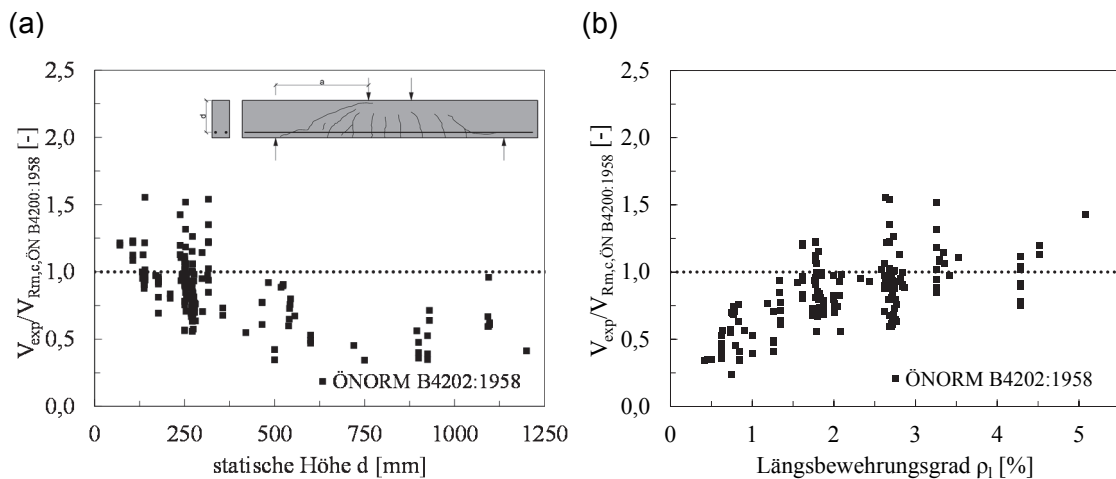 (a)
(b)
2,5
2,0
1,5
1,0
0,5
0,0
V_exp/V_Rm,c,ÖN B4200:1958 [-]
a
d
ÖNORM B4202:1958
0 250 500 750 1000 1250
statische Höhe d [mm]
2,5
2,0
1,5
1,0
0,5
0,0
V_exp/V_Rm,c,ÖN B4200:1958 [-]
ÖNORM B4202:1958
0 1 2 3 4 5
Längsbewehrungsgrad ρ_l [%]